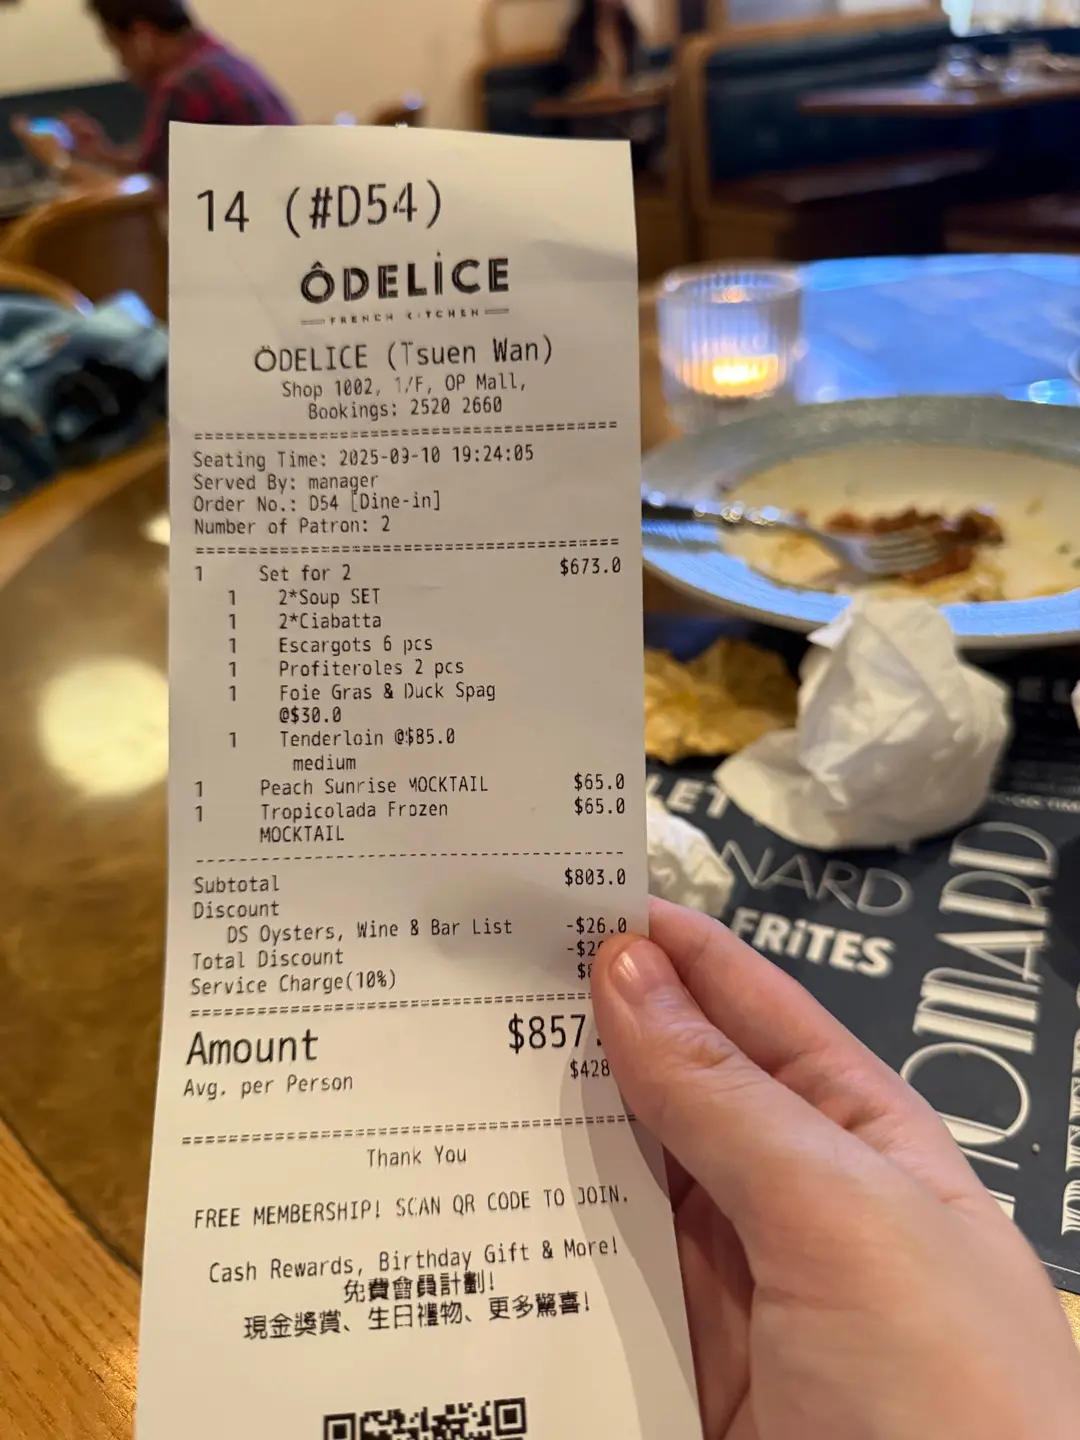 14 (#D54)
ÔDELİCE
FRENCH KITCHEN
ÖDELICE (Tsuen Wan)
Shop 1002, 1/F, OP Mall,
Bookings: 2520 2660
Seating Time: 2025-09-10 19:24:05
Served By: manager
Order No.: D54 [Dine-in]
Number of Patron: 2
1 Set for 2 $673.0
1 2*Soup SET
1 2*Ciabatta
1 Escargots 6 pcs
1 Profiteroles 2 pcs
1 Foie Gras & Duck Spag
@$30.0
1 Tenderloin @$85.0
medium
1 Peach Sunrise MOCKTAIL $65.0
1 Tropicolada Frozen $65.0
MOCKTAIL
Subtotal $803.0
Discount
DS Oysters, Wine & Bar List -$26.0
Total Discount
Service Charge(10%)
Amount $857.
Avg. per Person $428
Thank You
FREE MEMBERSHIP! SCAN QR CODE TO JOIN.
Cash Rewards, Birthday Gift & More!
免費會員計劃!
現金獎賞、生日禮物、更多驚喜!
FRiTES
HOMARD